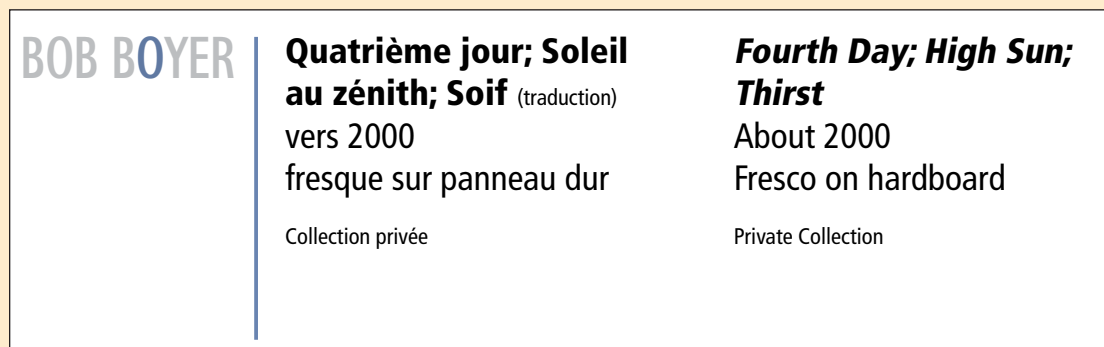 BOB BOYER
Quatrième jour; Soleil
au zénith; Soif (traduction)
vers 2000
fresque sur panneau dur
Collection privée
Fourth Day; High Sun;
Thirst
About 2000
Fresco on hardboard
Private Collection